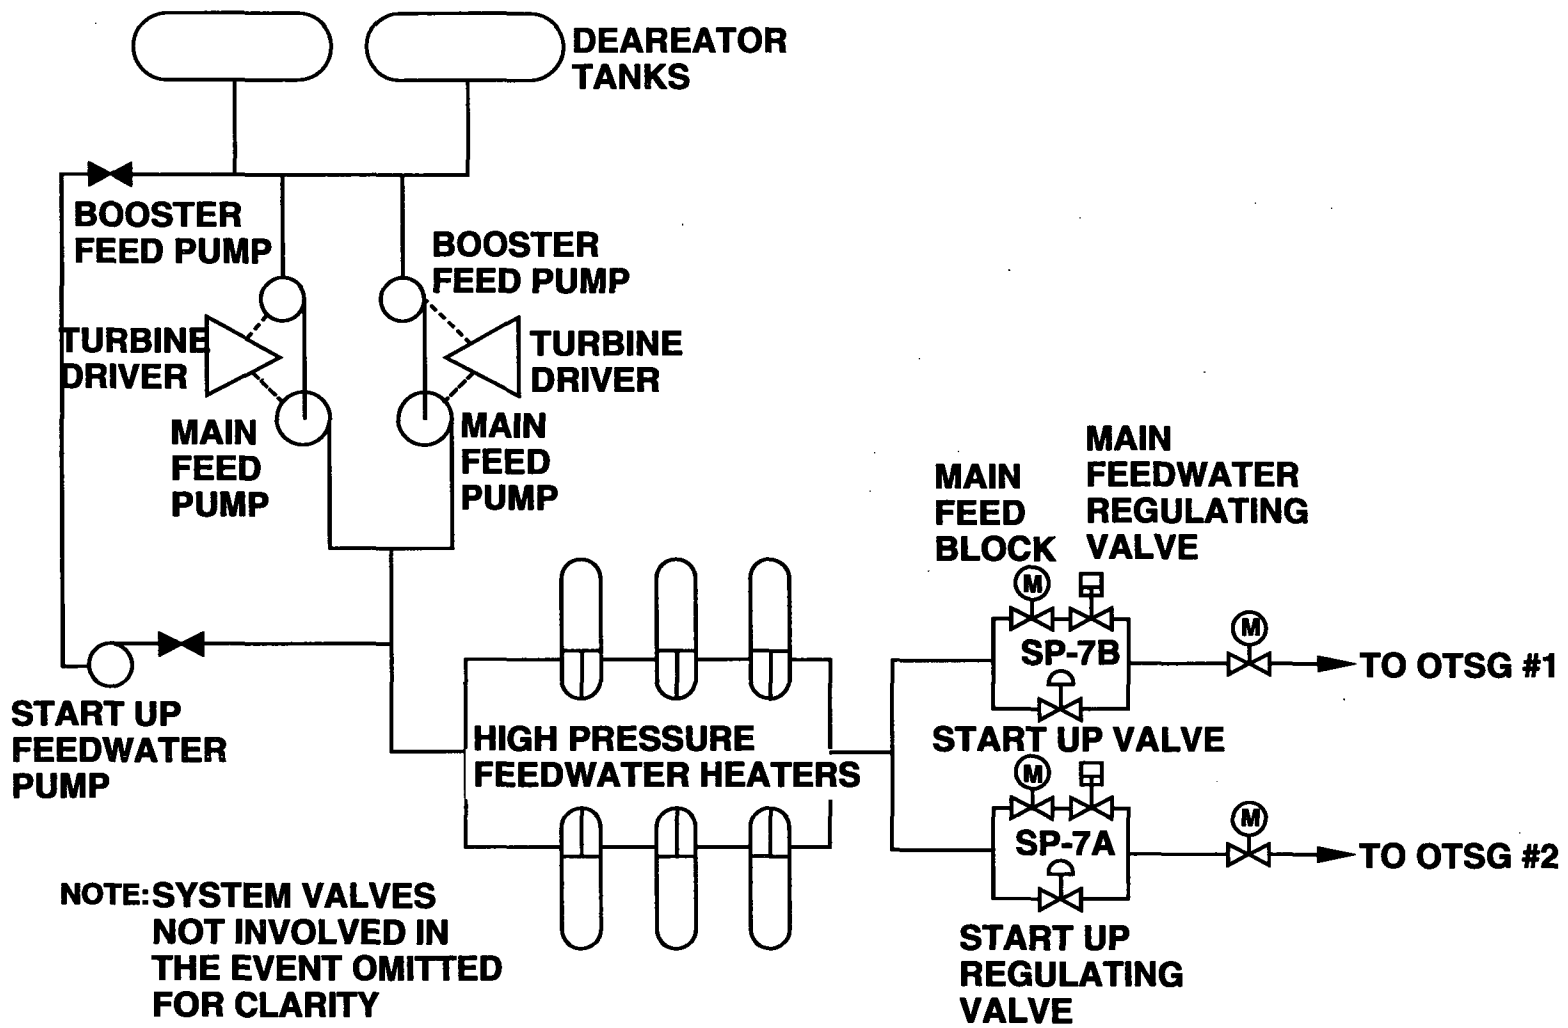 DEAREATOR
TANKS
BOOSTER
FEED PUMP
BOOSTER
FEED PUMP
TURBINE
DRIVER
TURBINE
DRIVER
MAIN
FEED
PUMP
MAIN
FEED
PUMP
MAIN
FEED
BLOCK
MAIN
FEEDWATER
REGULATING
VALVE
M
SP-7B
M
TO OTSG #1
START UP
FEEDWATER
PUMP
HIGH PRESSURE
FEEDWATER HEATERS
START UP VALVE
M
SP-7A
M
TO OTSG #2
START UP
REGULATING
VALVE
NOTE: SYSTEM VALVES
NOT INVOLVED IN
THE EVENT OMITTED
FOR CLARITY